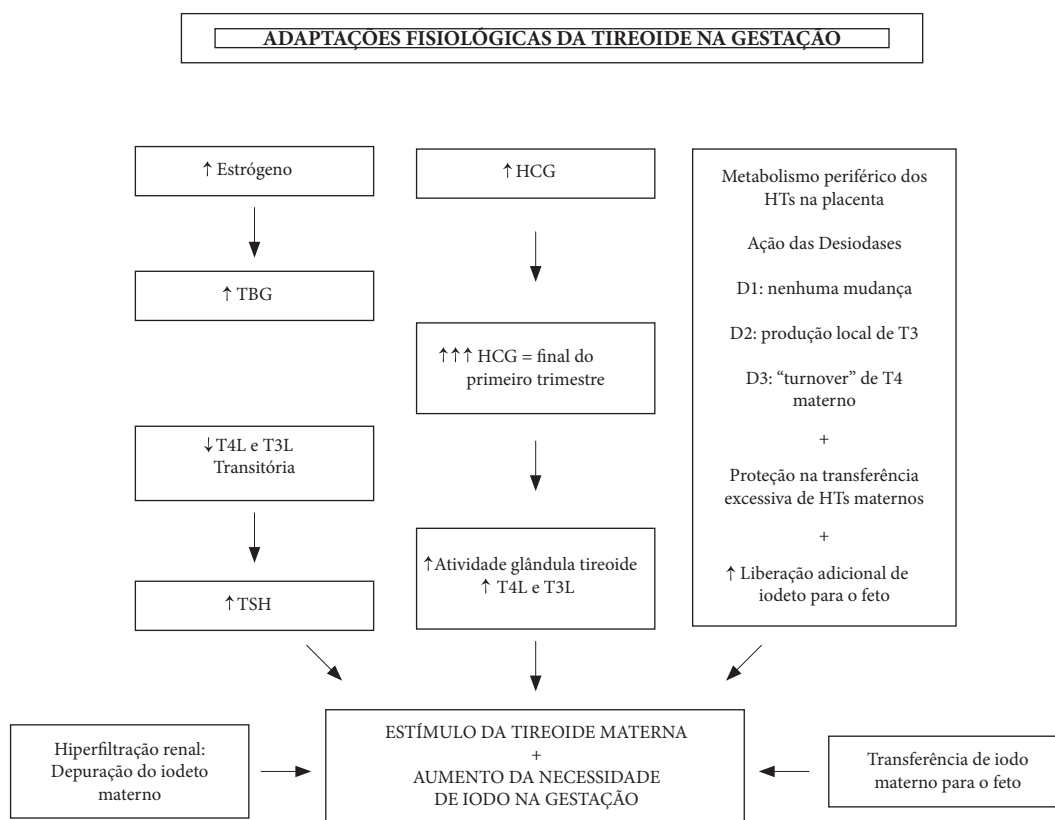 ADAPTAÇÕES FISIOLÓGICAS DA TIREOIDE NA GESTAÇÃO
↑ Estrógeno
↑ TBG
↓ T4L e T3L
Transitória
↑ TSH
↑ HCG
↑↑↑ HCG = final do
primeiro trimestre
↑ Atividade glândula tireoide
↑ T4L e T3L
Metabolismo periférico dos
HTs na placenta
Ação das Desiodases
D1: nenhuma mudança
D2: produção local de T3
D3: “turnover” de T4
materno
+
Proteção na transferência
excessiva de HTs maternos
+
↑ Liberação adicional de
iodeto para o feto
Hiperfiltração renal:
Depuração do iodeto
materno
ESTÍMULO DA TIREOIDE MATERNA
+
AUMENTO DA NECESSIDADE
DE IODO NA GESTAÇÃO
Transferência de iodo
materno para o feto